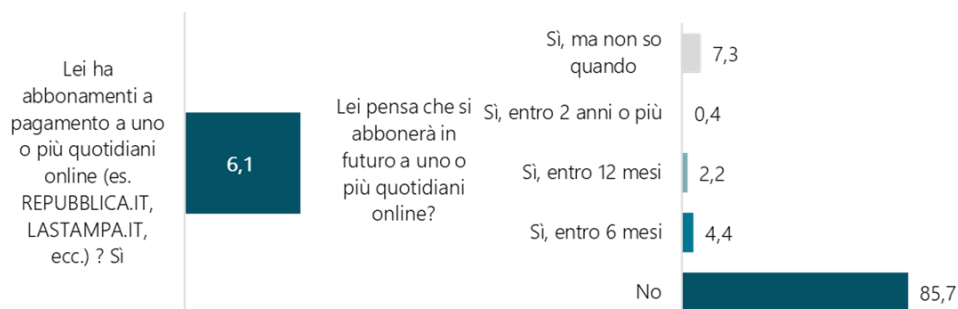 Lei ha
abbonamenti a
pagamento a uno
o più quotidiani
online (es.
REPUBBLICA.IT,
LASTAMPA.IT,
ecc.) ? Sì
6,1
Lei pensa che si
abbonerà in
futuro a uno o
più quotidiani
online?
Sì, ma non so
quando
7,3
Sì, entro 2 anni o più
0,4
Sì, entro 12 mesi
2,2
Sì, entro 6 mesi
4,4
No
85,7